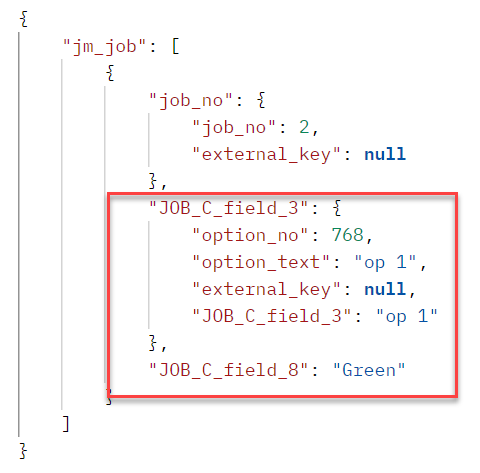 {
"jm_job": [
{
"job_no": {
"job_no": 2,
"external_key": null
},
"JOB_C_field_3": {
"option_no": 768,
"option_text": "op 1",
"external_key": null,
"JOB_C_field_3": "op 1"
},
"JOB_C_field_8": "Green"
}
]
}